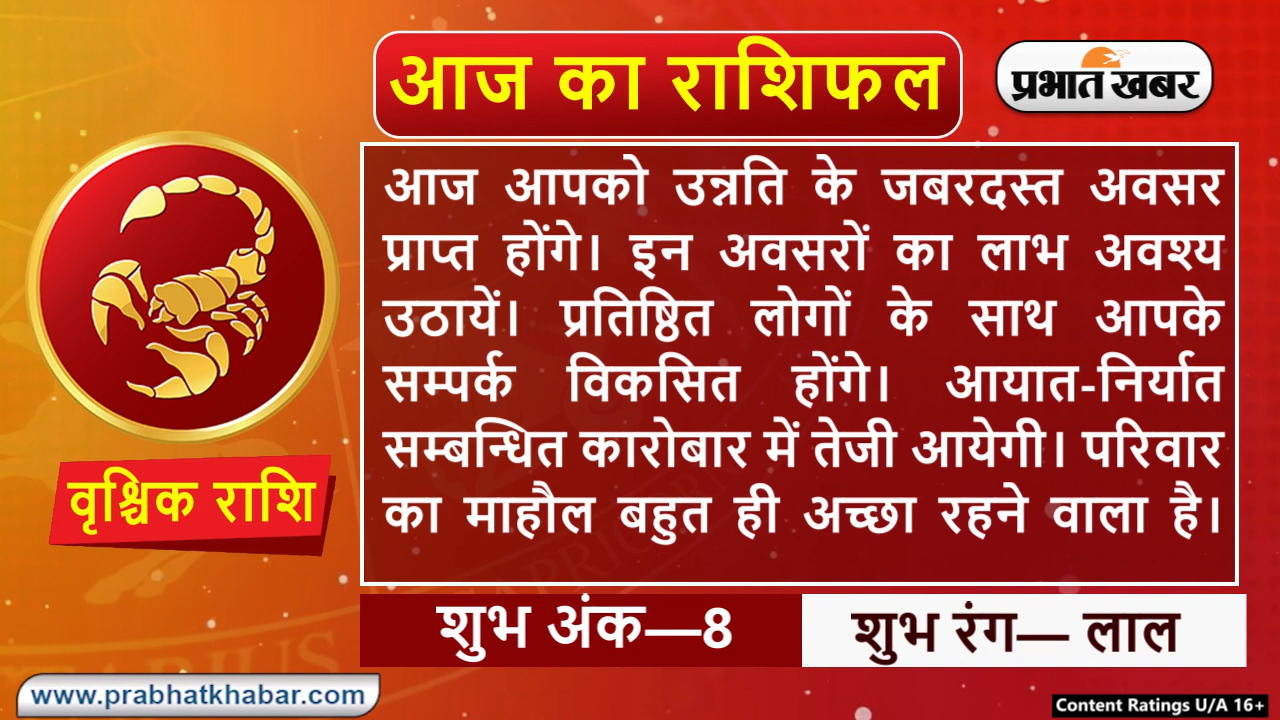 आज का राशिफल
प्रभात खबर
आज आपको उन्नति के जबरदस्त अवसर
प्राप्त होंगे। इन अवसरों का लाभ अवश्य
उठायें। प्रतिष्ठित लोगों के साथ आपके
सम्पर्क विकसित होंगे। आयात-निर्यात
सम्बन्धित कारोबार में तेजी आयेगी। परिवार
का माहौल बहुत ही अच्छा रहने वाला है।
वृश्चिक राशि
शुभ अंक—8
शुभ रंग— लाल
www.prabhatkhabar.com
Content Ratings U/A 16+